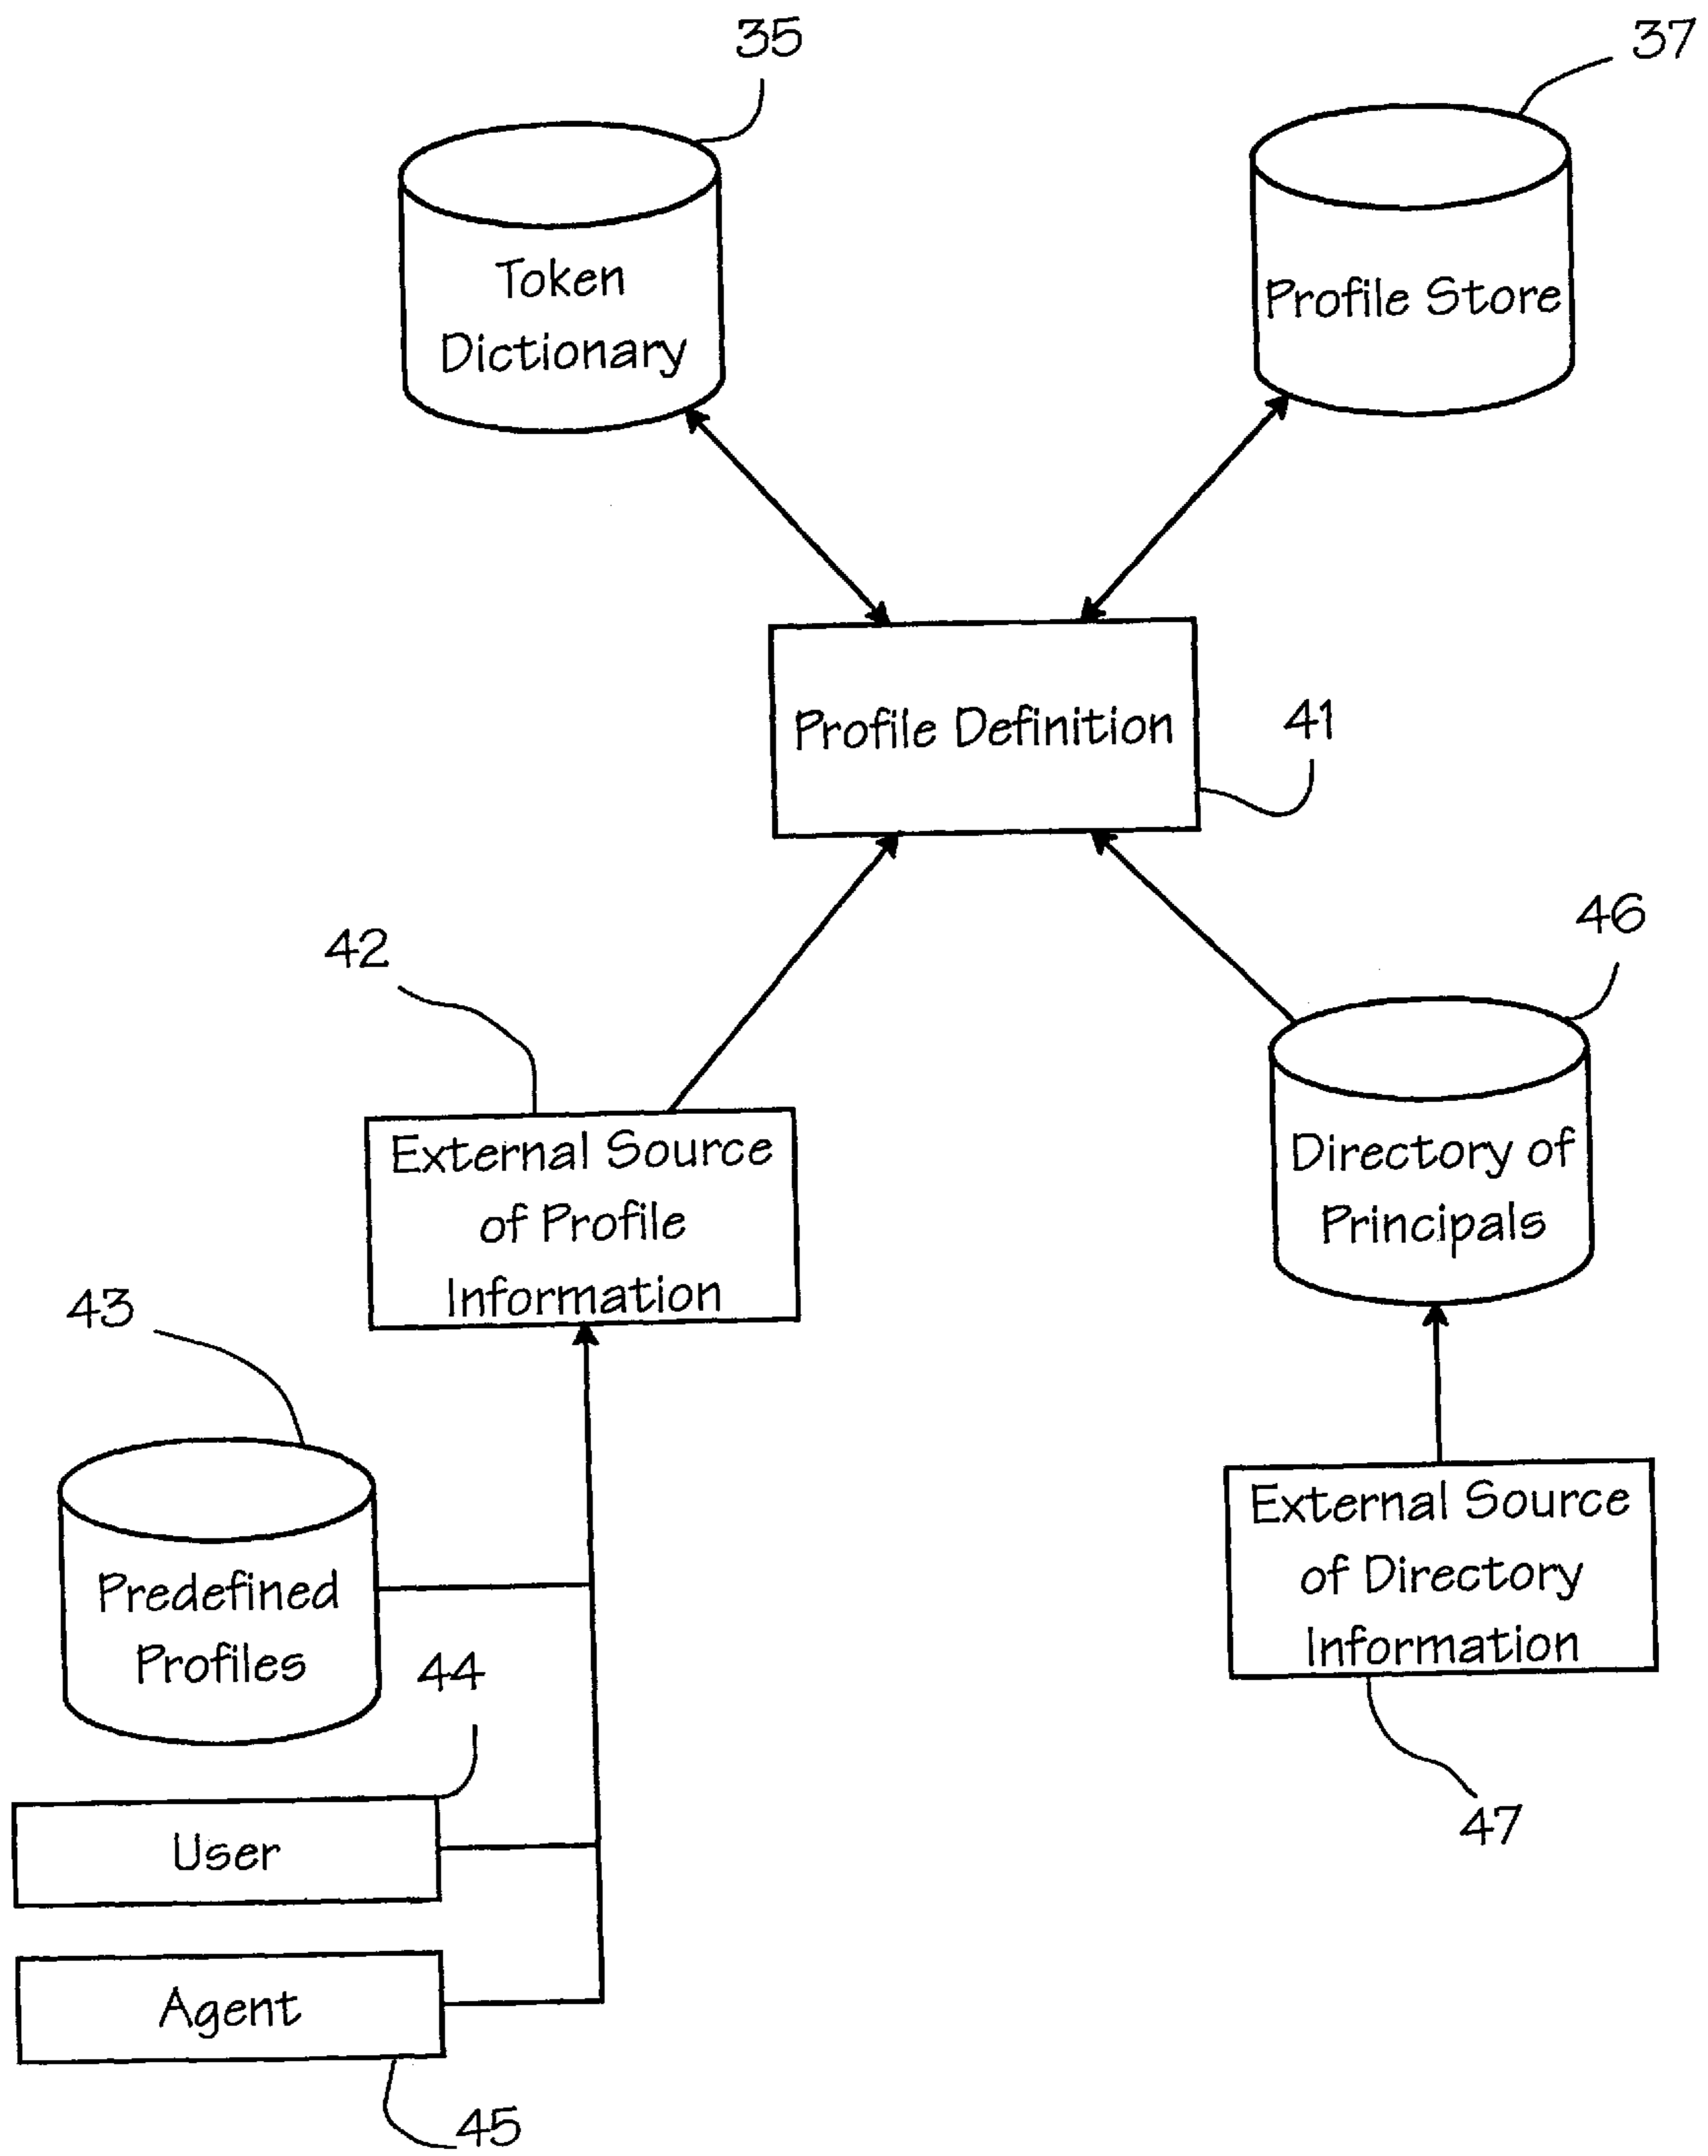 35
37
Token
Dictionary
Profile Store
Profile Definition
41
42
46
External Source
of Profile
Information
Directory of
Principals
43
External Source
of Directory
Information
Predefined
Profiles
44
47
User
Agent
45